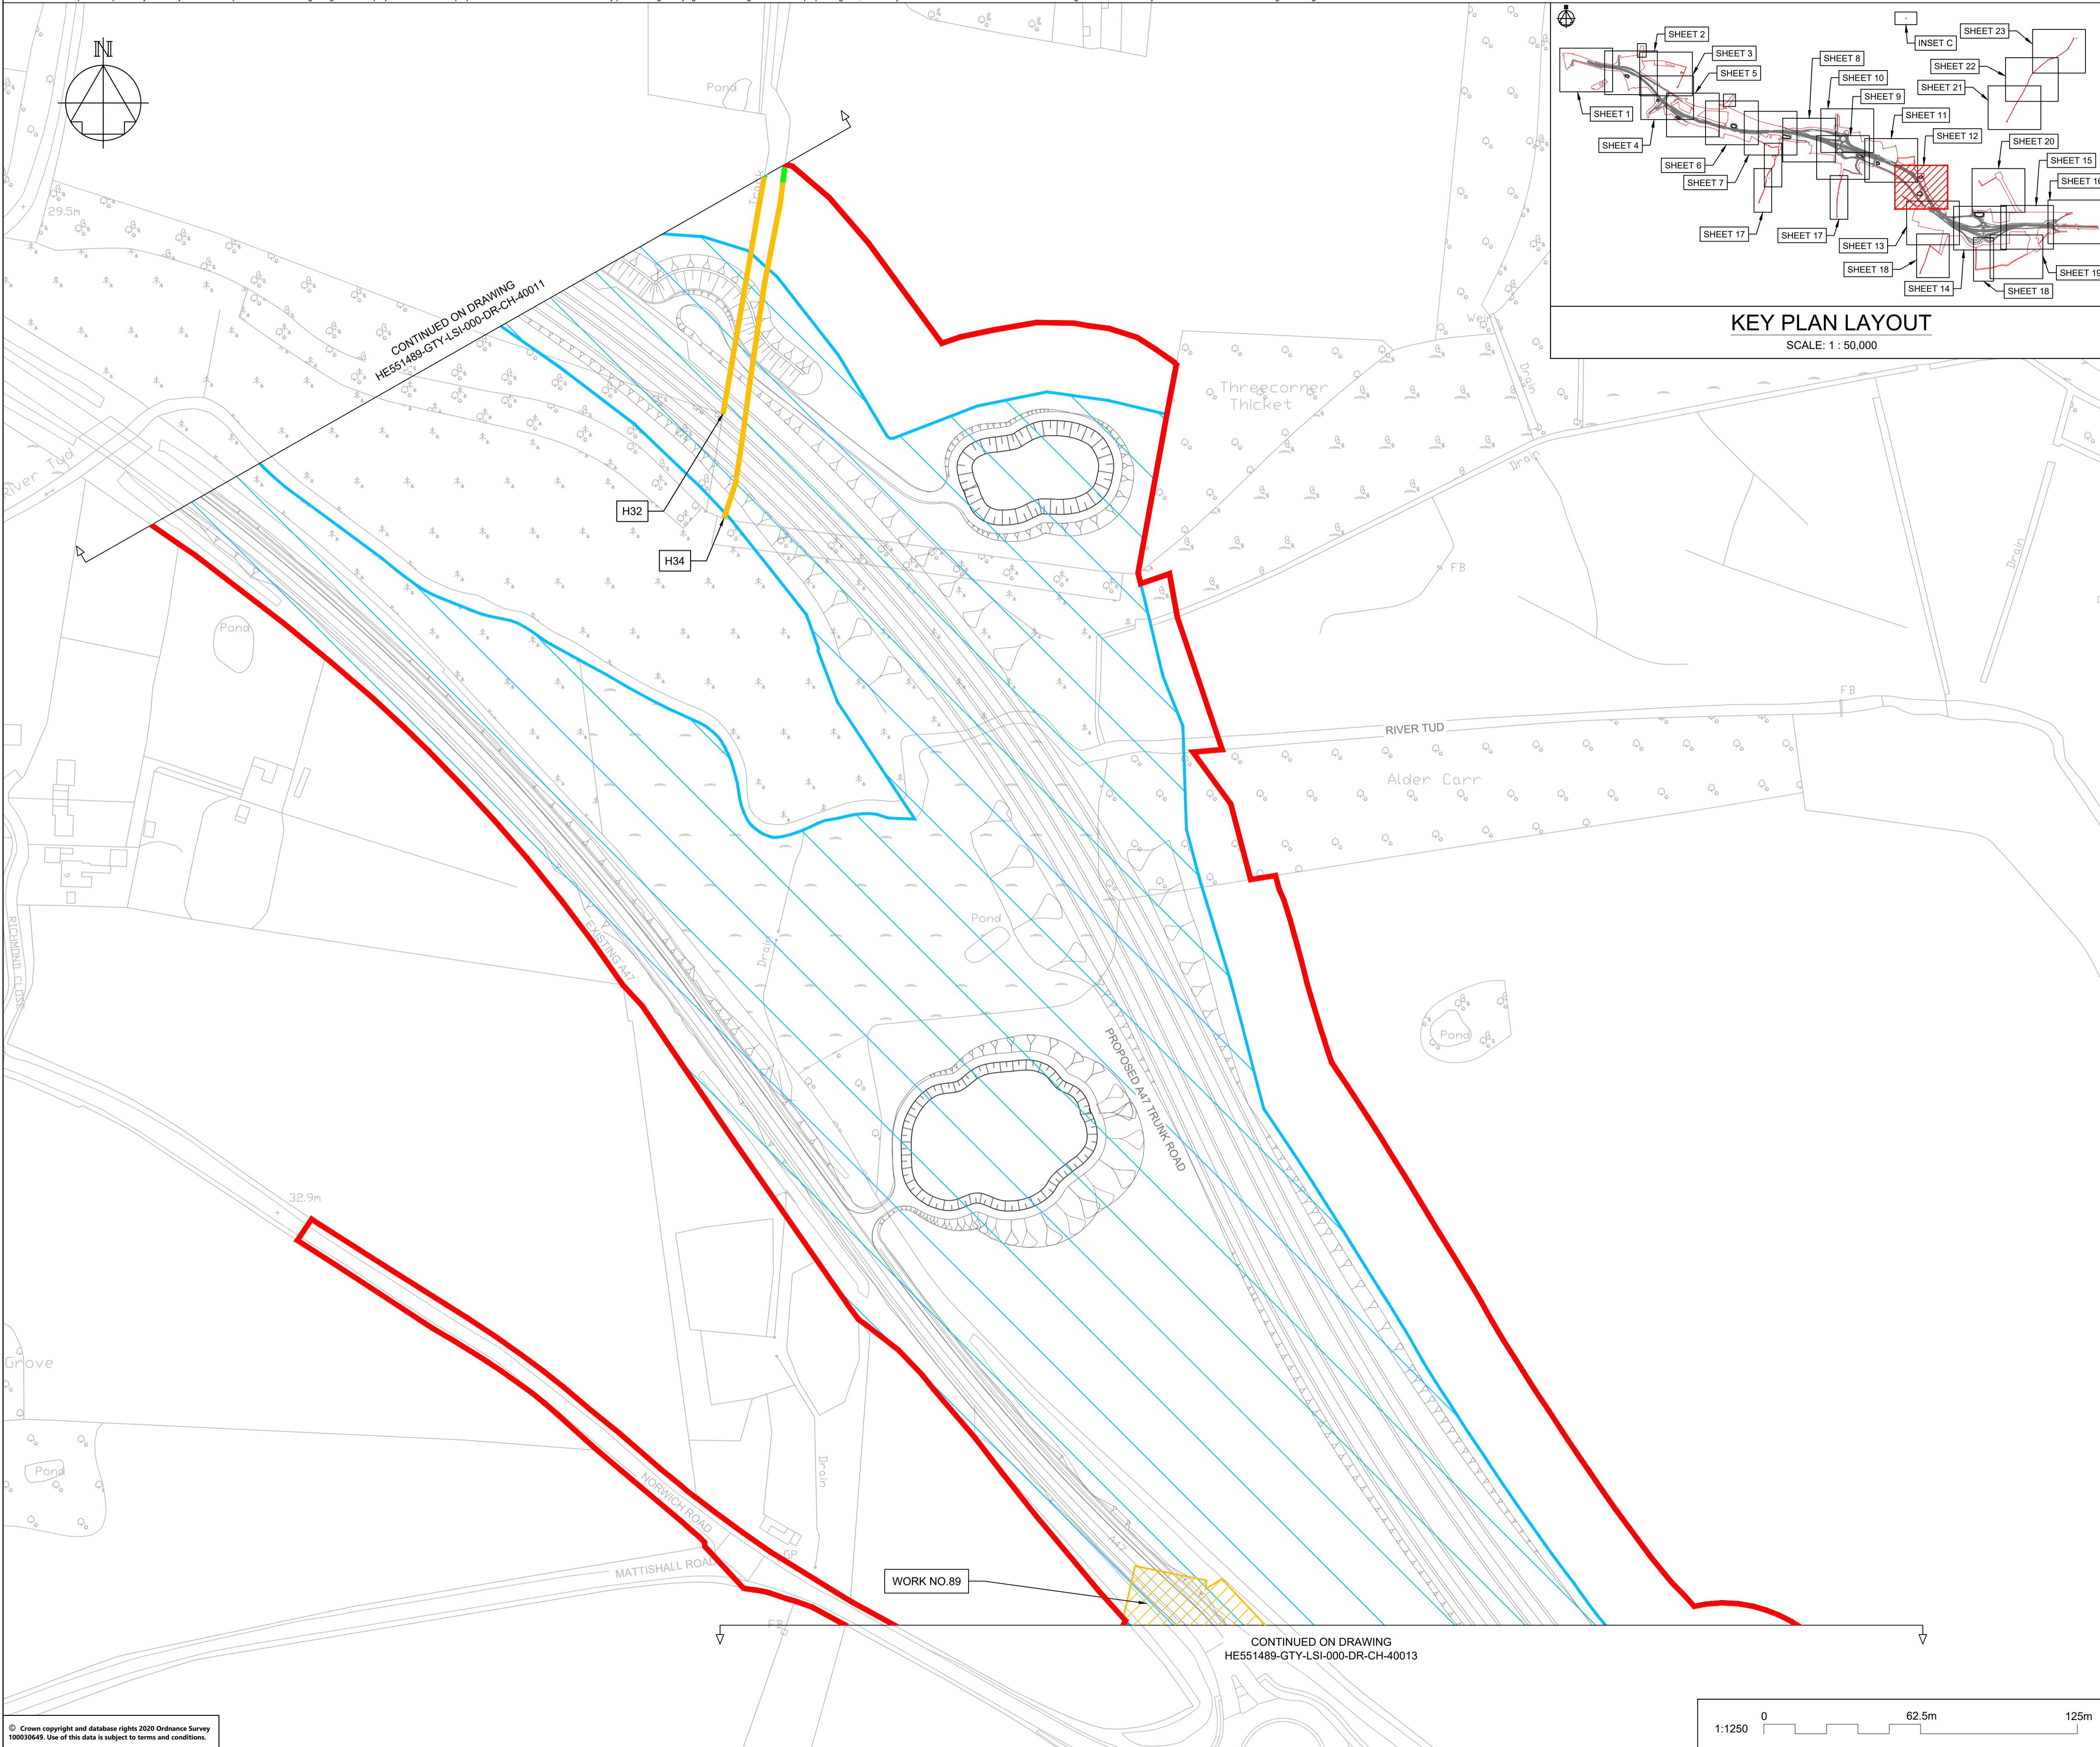 N
SHEET 2
SHEET 3
SHEET 5
SHEET 1
SHEET 4
SHEET 6
SHEET 7
SHEET 17
SHEET 17
SHEET 8
SHEET 10
SHEET 9
SHEET 11
SHEET 12
SHEET 13
SHEET 18
SHEET 14
SHEET 18
INSET C
SHEET 23
SHEET 22
SHEET 21
SHEET 20
SHEET 15
SHEET 16
SHEET 19
KEY PLAN LAYOUT
SCALE: 1 : 50,000
Pond
Track
29.5m
CONTINUED ON DRAWING
HE551489-GTY-LSI-000-DR-CH-40011
River Tud
Weir
Drain
Threecorner
Thicket
Drain
H32
H34
FB
Drain
Pond
FB
RIVER TUD
Alder Carr
RICHMOND CLOSE
EXISTING A47
Drain
Pond
Pond
PROPOSED A47 TRUNK ROAD
32.9m
Grove
Pond
Drain
NORWICH ROAD
MATTISHALL ROAD
GP
A47
WORK NO.89
FB
CONTINUED ON DRAWING
HE551489-GTY-LSI-000-DR-CH-40013
© Crown copyright and database rights 2020 Ordnance Survey
100030649. Use of this data is subject to terms and conditions.
1:1250
0
62.5m
125m